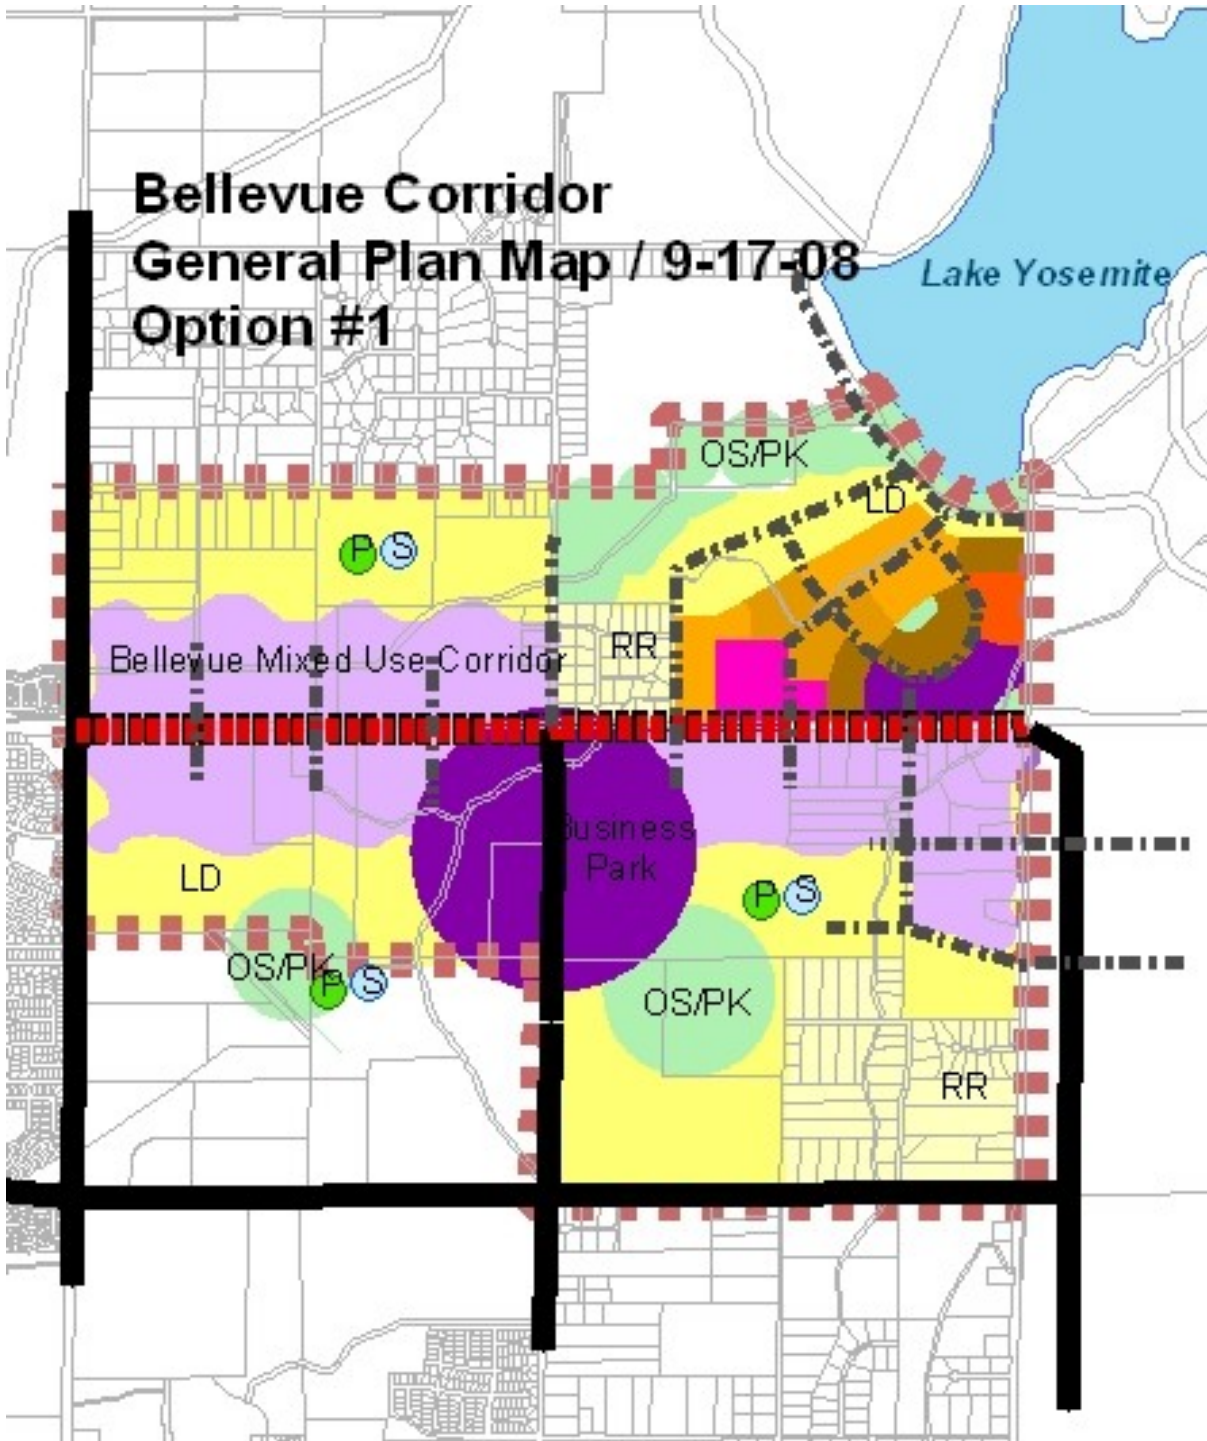 Bellevue Corridor
General Plan Map / 9-17-08
Option #1
Lake Yosemite
OS/PK
LD
P S
RR
Bellevue Mixed Use Corridor
Business
Park
LD
P S
OS/PK
P S
OS/PK
RR